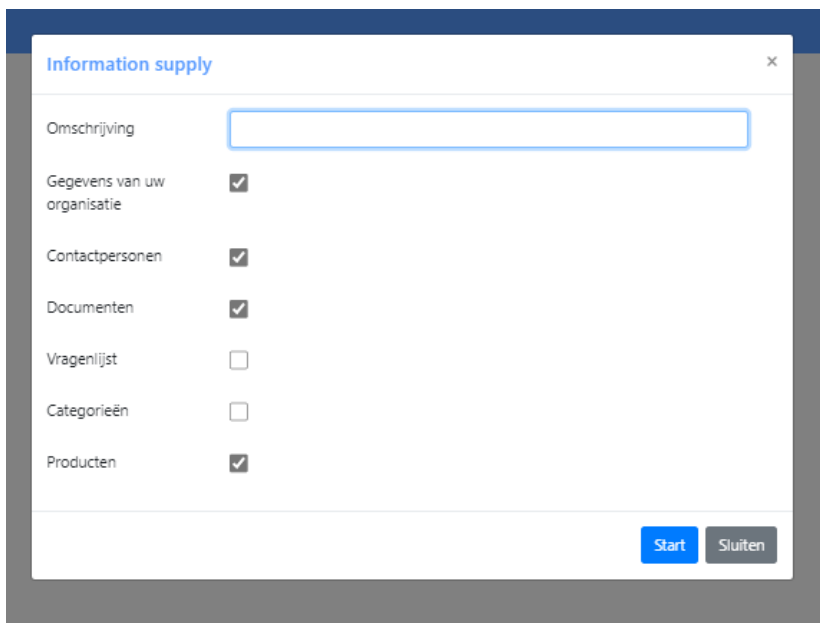 Information supply
×
Omschrijving
Gegevens van uw
organisatie
Contactpersonen
Documenten
Vragenlijst
Categorieën
Producten
Start Sluiten